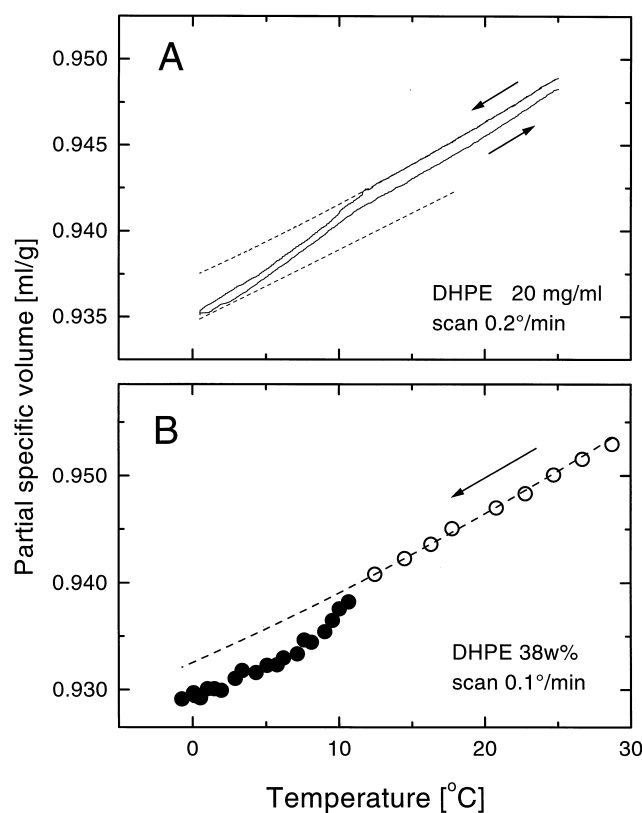 A
0.950
0.945
0.940
0.935
DHPE 20 mg/ml
scan 0.2°/min
Partial specific volume [ml/g]
B
0.950
0.940
0.930
DHPE 38w%
scan 0.1°/min
0
10
20
30
Temperature [°C]